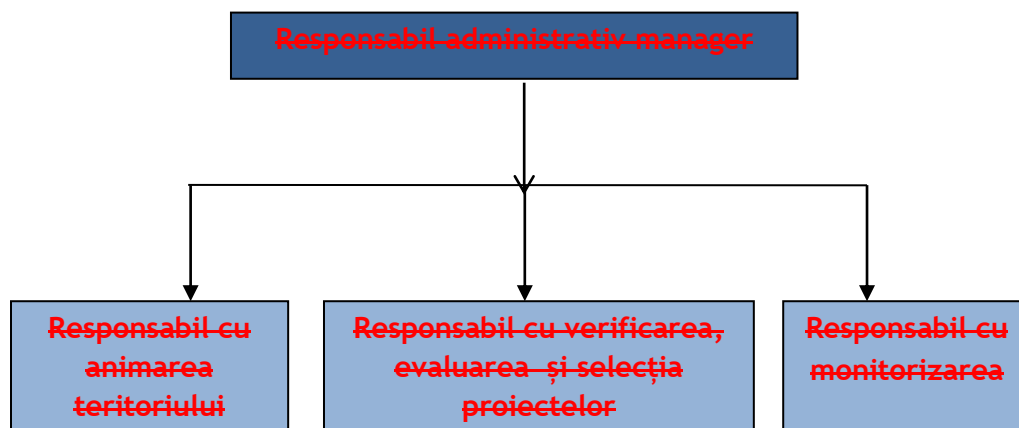 Responsabil administrativ manager
Responsabil cu
animarea
teritoriului
Responsabil cu verificarea,
evaluarea și selecția
proiectelor
Responsabil cu
monitorizarea